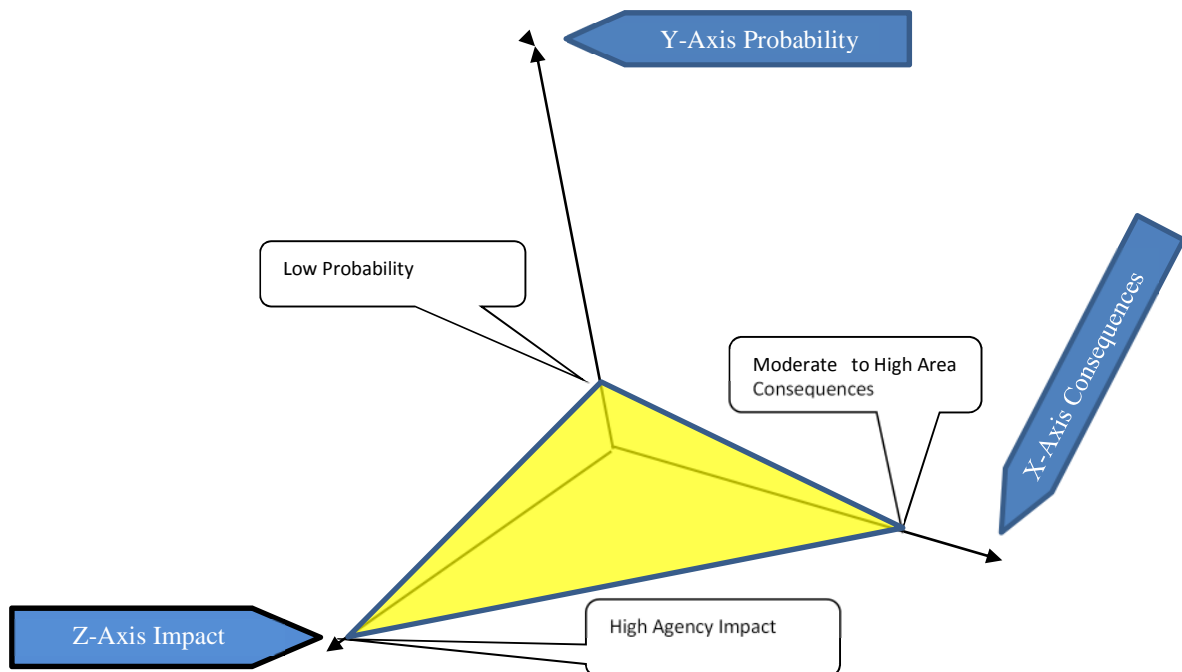 Y-Axis Probability
Low Probability
X-Axis Consequences
Moderate to High Area
Consequences
High Agency Impact
Z-Axis Impact